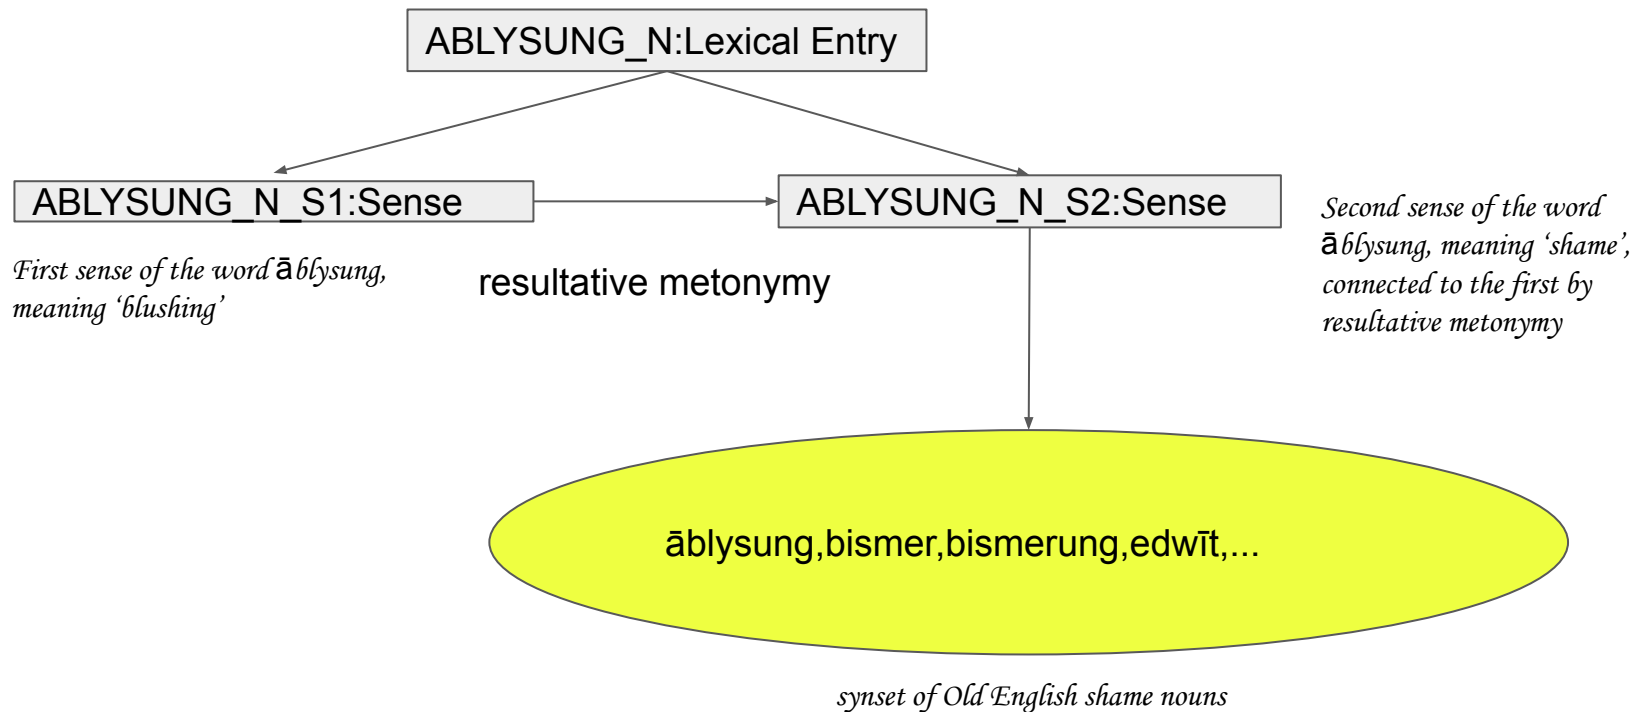 ABLYSUNG_N:Lexical Entry
ABLYSUNG_N_S1:Sense
ABLYSUNG_N_S2:Sense
First sense of the word āblysung,
meaning ‘blushing’
resultative metonymy
Second sense of the word
āblysung, meaning ‘shame’,
connected to the first by
resultative metonymy
āblysung,bismer,bismerung,edwīt,...
synset of Old English shame nouns